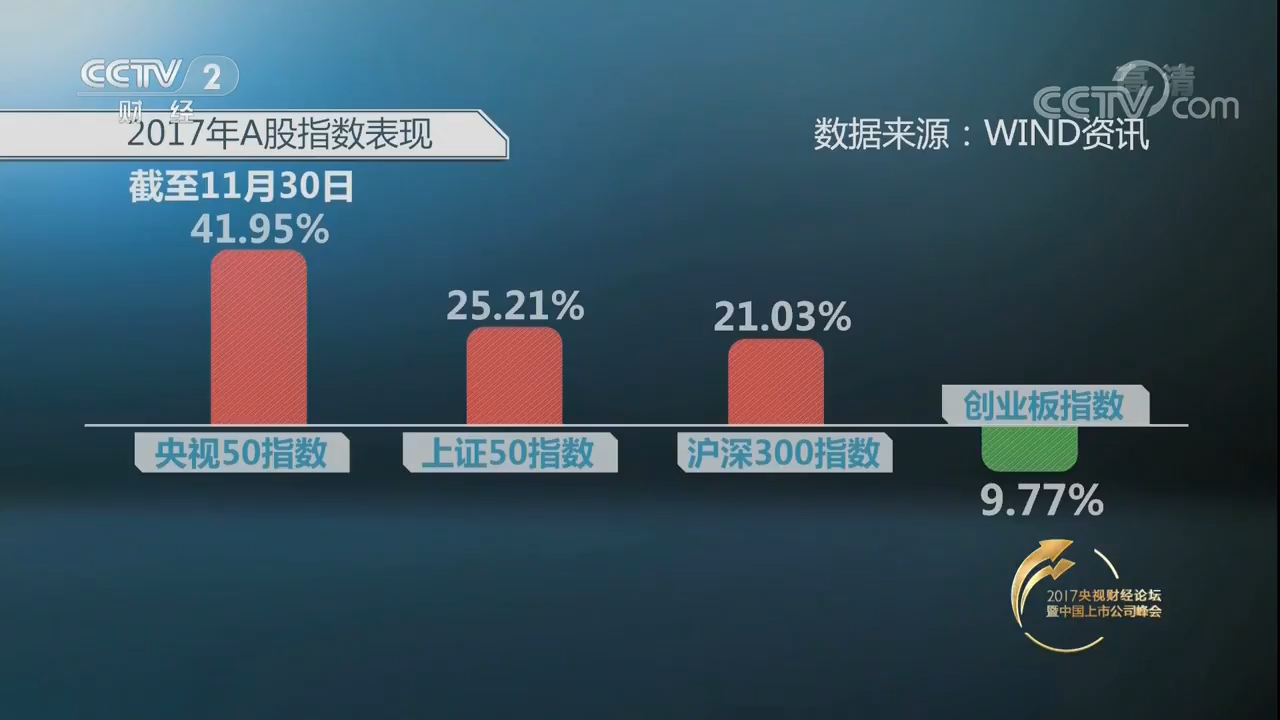 CCTV 2
财 经
高清
CCTV.com
2017年A股指数表现
数据来源：WIND资讯
截至11月30日
41.95%
25.21%
21.03%
央视50指数
上证50指数
沪深300指数
创业板指数
9.77%
2017央视财经论坛
暨中国上市公司峰会